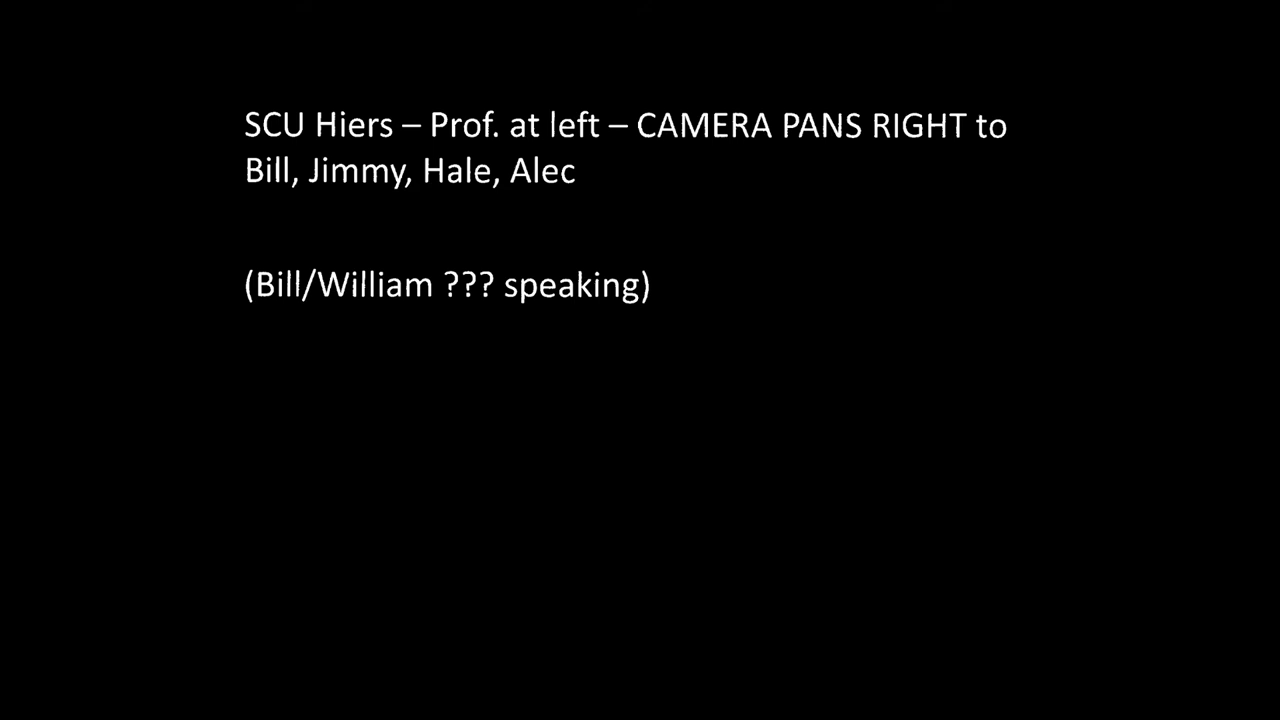 SCU Hiers – Prof. at left – CAMERA PANS RIGHT to
Bill, Jimmy, Hale, Alec
(Bill/William ??? speaking)